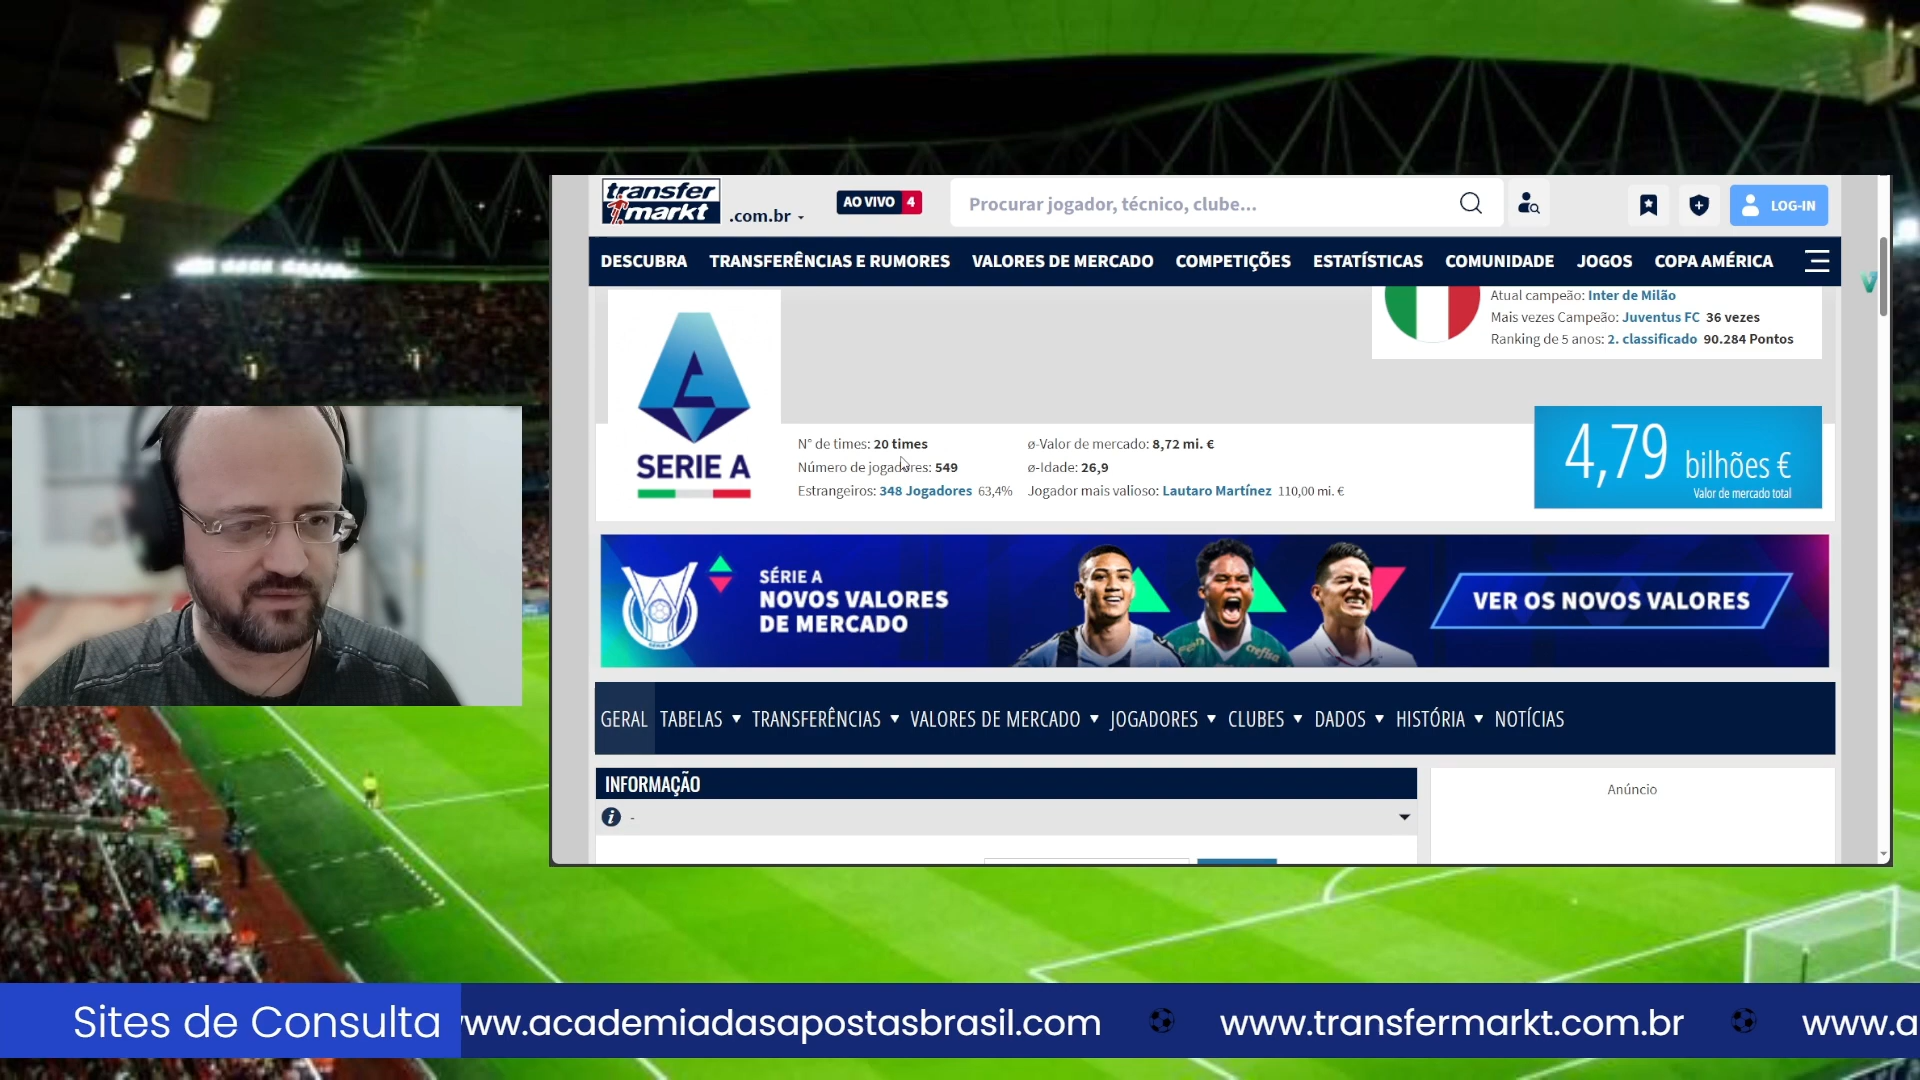 transfer
markt
.com.br
AO VIVO 4
Procurar jogador, técnico, clube...
LOG-IN
DESCUBRA TRANSFERÊNCIAS E RUMORES VALORES DE MERCADO COMPETIÇÕES ESTATÍSTICAS COMUNIDADE JOGOS COPA AMÉRICA
Atual campeão: Inter de Milão
Mais vezes Campeão: Juventus FC 36 vezes
Ranking de 5 anos: 2. classificado 90.284 Pontos
SERIE A
N° de times: 20 times
Número de jogadores: 549
Estrangeiros: 348 Jogadores 63,4%
ø-Valor de mercado: 8,72 mi. €
ø-Idade: 26,9
Jogador mais valioso: Lautaro Martínez 110,00 mi. €
4,79 bilhões €
Valor de mercado total
SÉRIE A
NOVOS VALORES
DE MERCADO
crefisa
VER OS NOVOS VALORES
GERAL TABELAS TRANSFERÊNCIAS VALORES DE MERCADO JOGADORES CLUBES DADOS HISTÓRIA NOTÍCIAS
INFORMAÇÃO
i -
Anúncio
Sites de Consulta
ww.academiadasapostasbrasil.com www.transfermarkt.com.br www.a